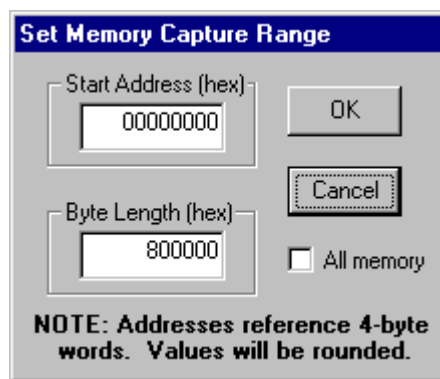 Set Memory Capture Range
Start Address (hex)
00000000
OK
Cancel
Byte Length (hex)
800000
All memory
NOTE: Addresses reference 4-byte
words. Values will be rounded.